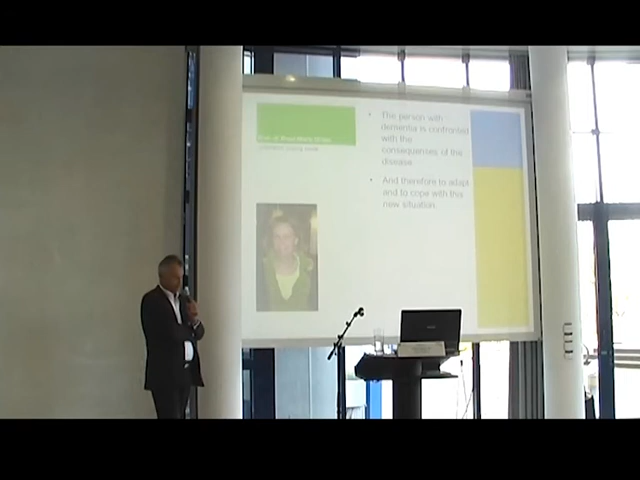 • The person with
dementia is confronted
with the
consequences of the
disease
• And therefore to adapt
and to cope with this
new situation.